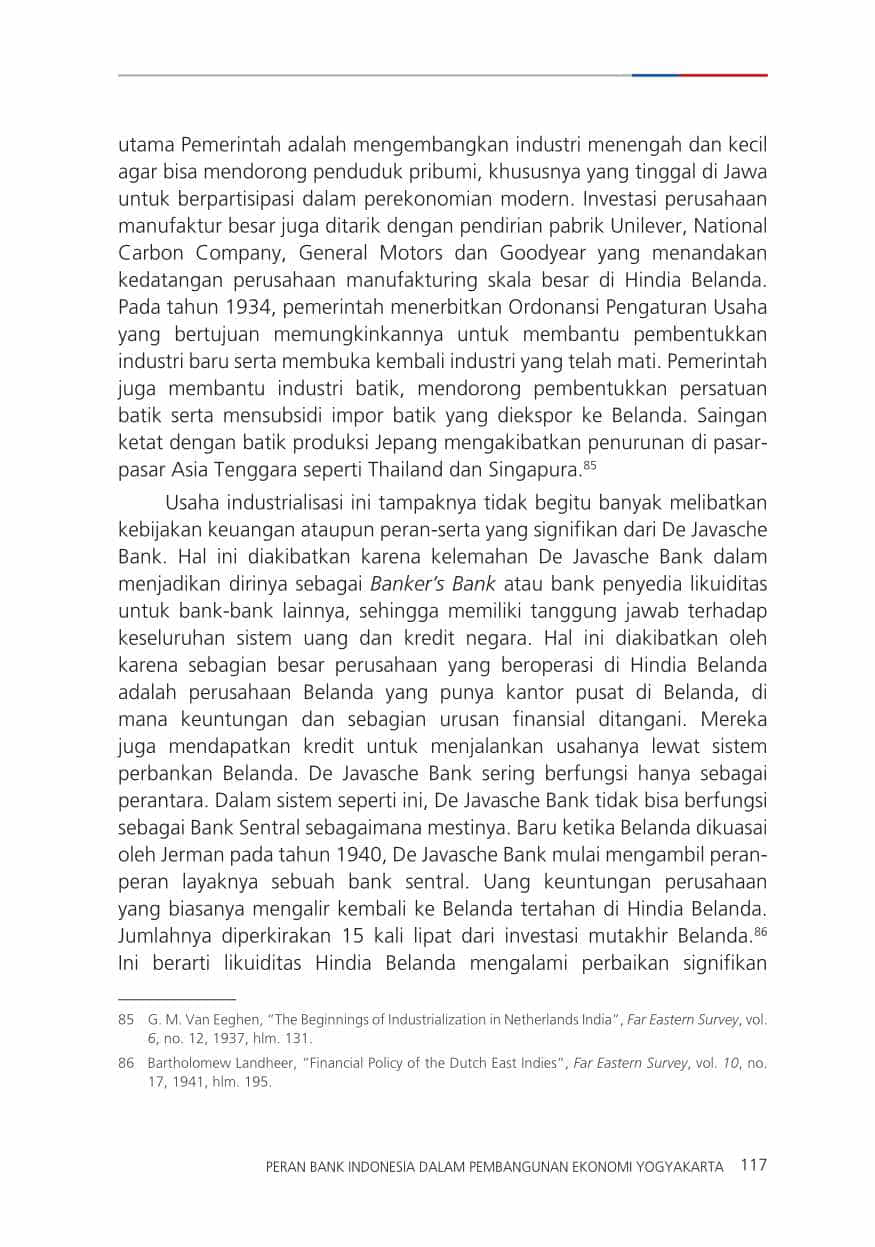 utama Pemerintah adalah mengembangkan industri menengah dan kecil
agar bisa mendorong penduduk pribumi, khususnya yang tinggal di Jawa
untuk berpartisipasi dalam perekonomian modern. Investasi perusahaan
manufaktur besar juga ditarik dengan pendirian pabrik Unilever, National
Carbon Company, General Motors dan Goodyear yang menandakan
kedatangan perusahaan manufakturing skala besar di Hindia Belanda.
Pada tahun 1934, pemerintah menerbitkan Ordonansi Pengaturan Usaha
yang bertujuan memungkinkannya untuk membantu pembentukkan
industri baru serta membuka kembali industri yang telah mati. Pemerintah
juga membantu industri batik, mendorong pembentukkan persatuan
batik serta mensubsidi impor batik yang diekspor ke Belanda. Saingan
ketat dengan batik produksi Jepang mengakibatkan penurunan di pasar-
pasar Asia Tenggara seperti Thailand dan Singapura.85
Usaha industrialisasi ini tampaknya tidak begitu banyak melibatkan
kebijakan keuangan ataupun peran-serta yang signifikan dari De Javasche
Bank. Hal ini diakibatkan karena kelemahan De Javasche Bank dalam
menjadikan dirinya sebagai Banker’s Bank atau bank penyedia likuiditas
untuk bank-bank lainnya, sehingga memiliki tanggung jawab terhadap
keseluruhan sistem uang dan kredit negara. Hal ini diakibatkan oleh
karena sebagian besar perusahaan yang beroperasi di Hindia Belanda
adalah perusahaan Belanda yang punya kantor pusat di Belanda, di
mana keuntungan dan sebagian urusan finansial ditangani. Mereka
juga mendapatkan kredit untuk menjalankan usahanya lewat sistem
perbankan Belanda. De Javasche Bank sering berfungsi hanya sebagai
perantara. Dalam sistem seperti ini, De Javasche Bank tidak bisa berfungsi
sebagai Bank Sentral sebagaimana mestinya. Baru ketika Belanda dikuasai
oleh Jerman pada tahun 1940, De Javasche Bank mulai mengambil peran-
peran layaknya sebuah bank sentral. Uang keuntungan perusahaan
yang biasanya mengalir kembali ke Belanda tertahan di Hindia Belanda.
Jumlahnya diperkirakan 15 kali lipat dari investasi mutakhir Belanda.86
Ini berarti likuiditas Hindia Belanda mengalami perbaikan signifikan
85 G. M. Van Eeghen, “The Beginnings of Industrialization in Netherlands India”, Far Eastern Survey, vol.
6, no. 12, 1937, hlm. 131.
86 Bartholomew Landheer, “Financial Policy of the Dutch East Indies”, Far Eastern Survey, vol. 10, no.
17, 1941, hlm. 195.
PERAN BANK INDONESIA DALAM PEMBANGUNAN EKONOMI YOGYAKARTA 117